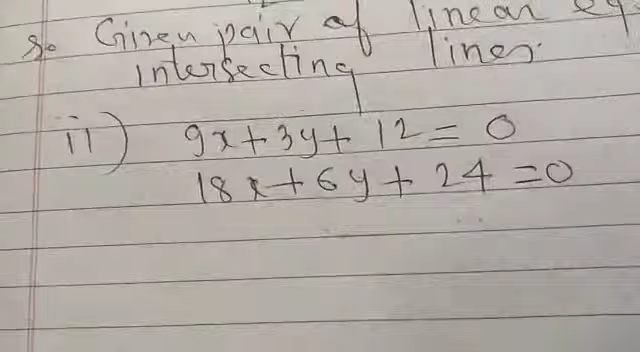 So Given pair of linear
intersecting lines.
ii) 9x + 3y + 12 = 0
18x + 6y + 24 = 0